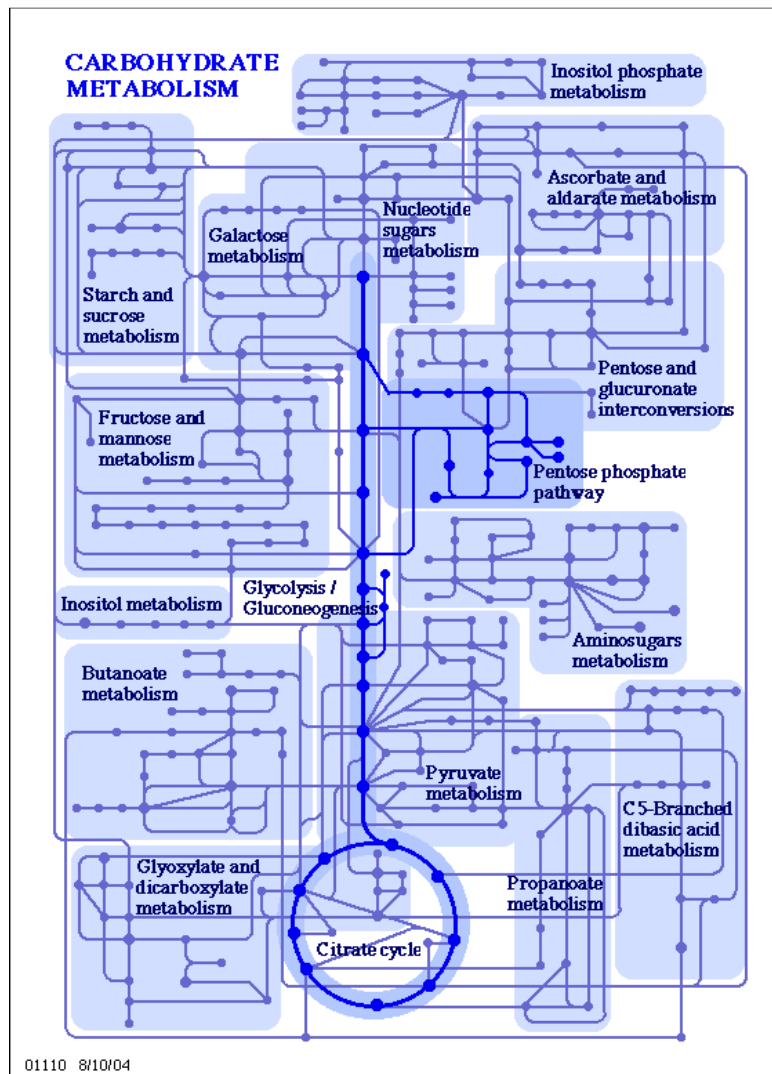 CARBOHYDRATE
METABOLISM
Inositol phosphate
metabolism
Ascorbate and
aldarate metabolism
Nucleotide
sugars
metabolism
Galactose
metabolism
Starch and
sucrose
metabolism
Pentose and
glucuronate
interconversions
Fructose and
mannose
metabolism
Pentose phosphate
pathway
Glycolysis /
Gluconeogenesis
Inositol metabolism
Aminosugars
metabolism
Butanoate
metabolism
Pyruvate
metabolism
C5-Branched
dibasic acid
metabolism
Glyoxylate and
dicarboxylate
metabolism
Propanoate
metabolism
Citrate cycle
01110 8/10/04